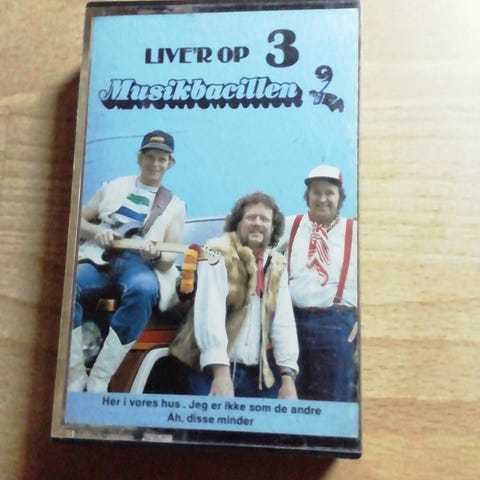 LIVE'R OP 3
Musikbacillen
Her i vores hus . Jeg er ikke som de andre
Åh, disse minder